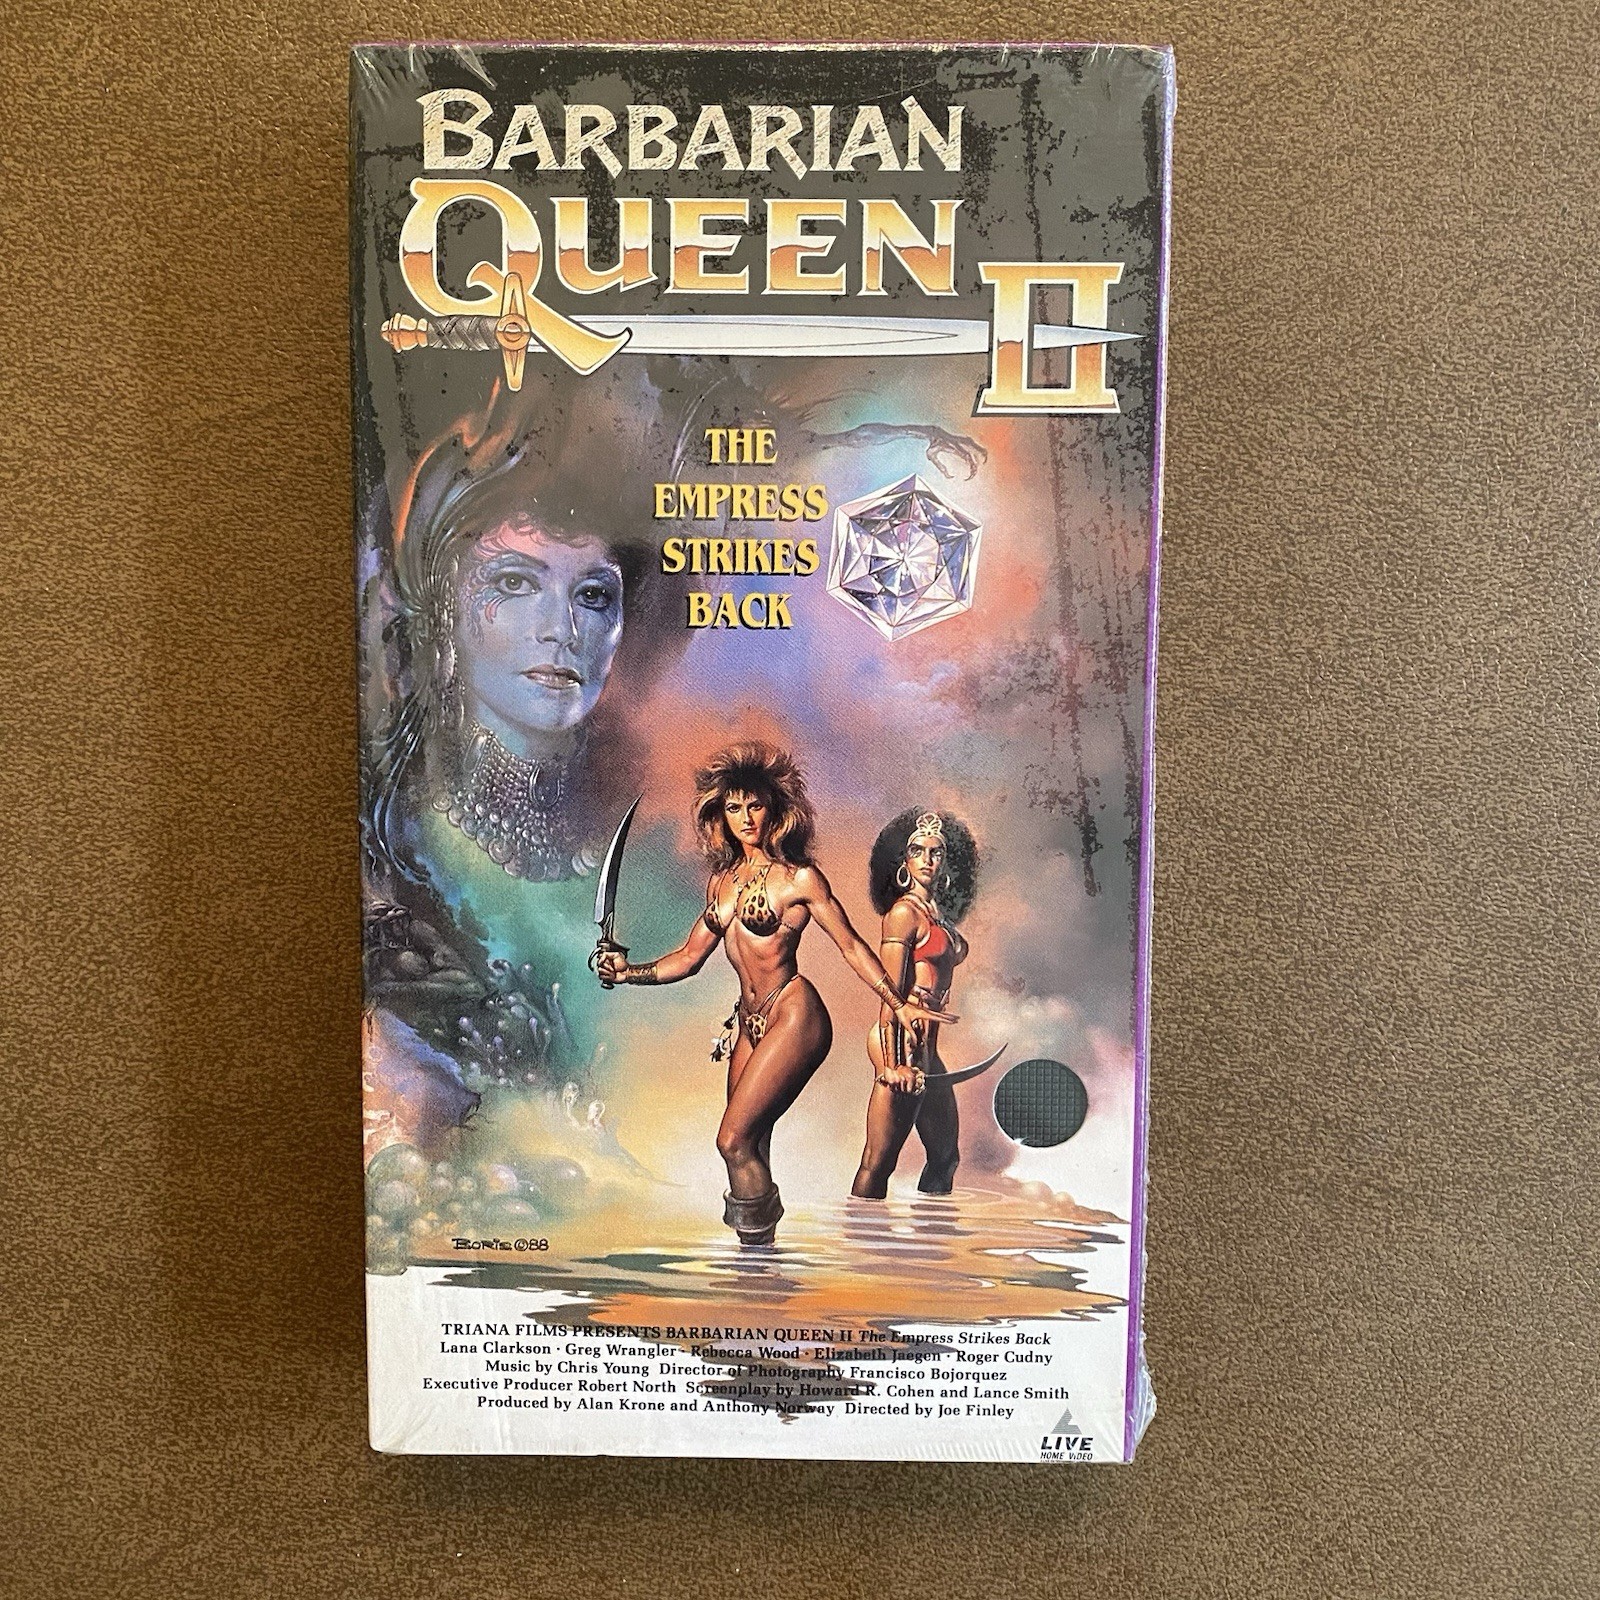 BARBARIAN
QUEEN II
THE
EMPRESS
STRIKES
BACK
BORIS ©88
TRIANA FILMS PRESENTS BARBARIAN QUEEN II The Empress Strikes Back
Lana Clarkson · Greg Wrangler · Rebecca Wood · Elizabeth Jaegen · Roger Cudny
Music by Chris Young Director of Photography Francisco Bojorquez
Executive Producer Robert North Screenplay by Howard R. Cohen and Lance Smith
Produced by Alan Krone and Anthony Norway Directed by Joe Finley
LIVE
HOME VIDEO